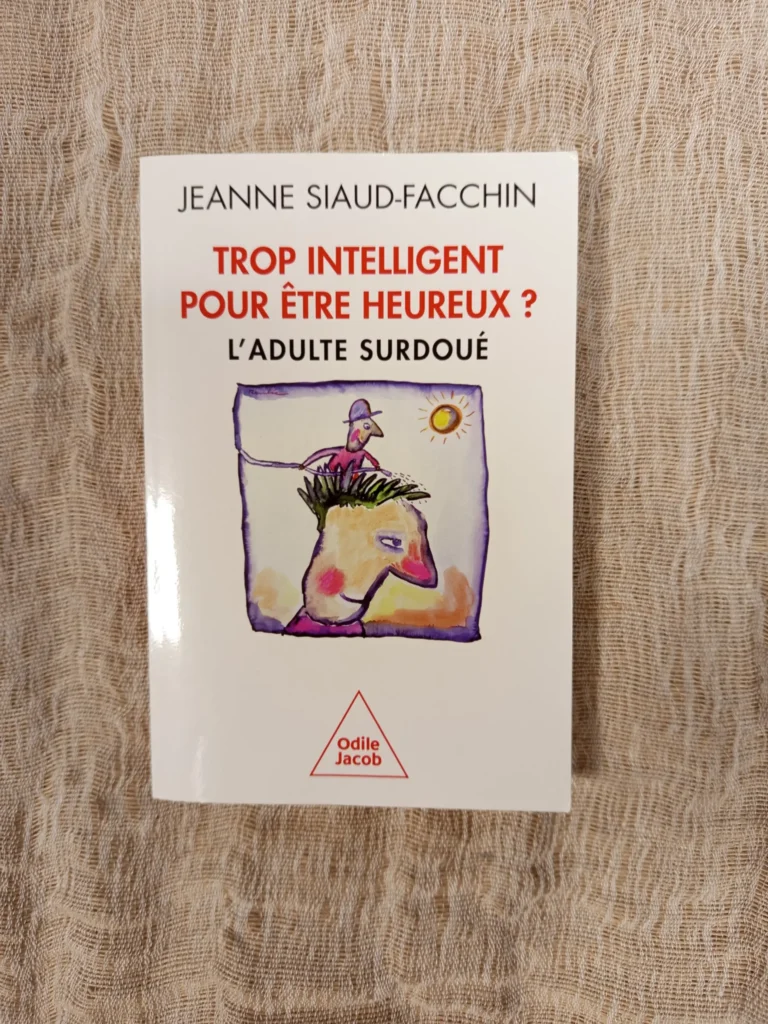 JEANNE SIAUD-FACCHIN
TROP INTELLIGENT
POUR ÊTRE HEUREUX ?
L'ADULTE SURDOUÉ
Odile
Jacob